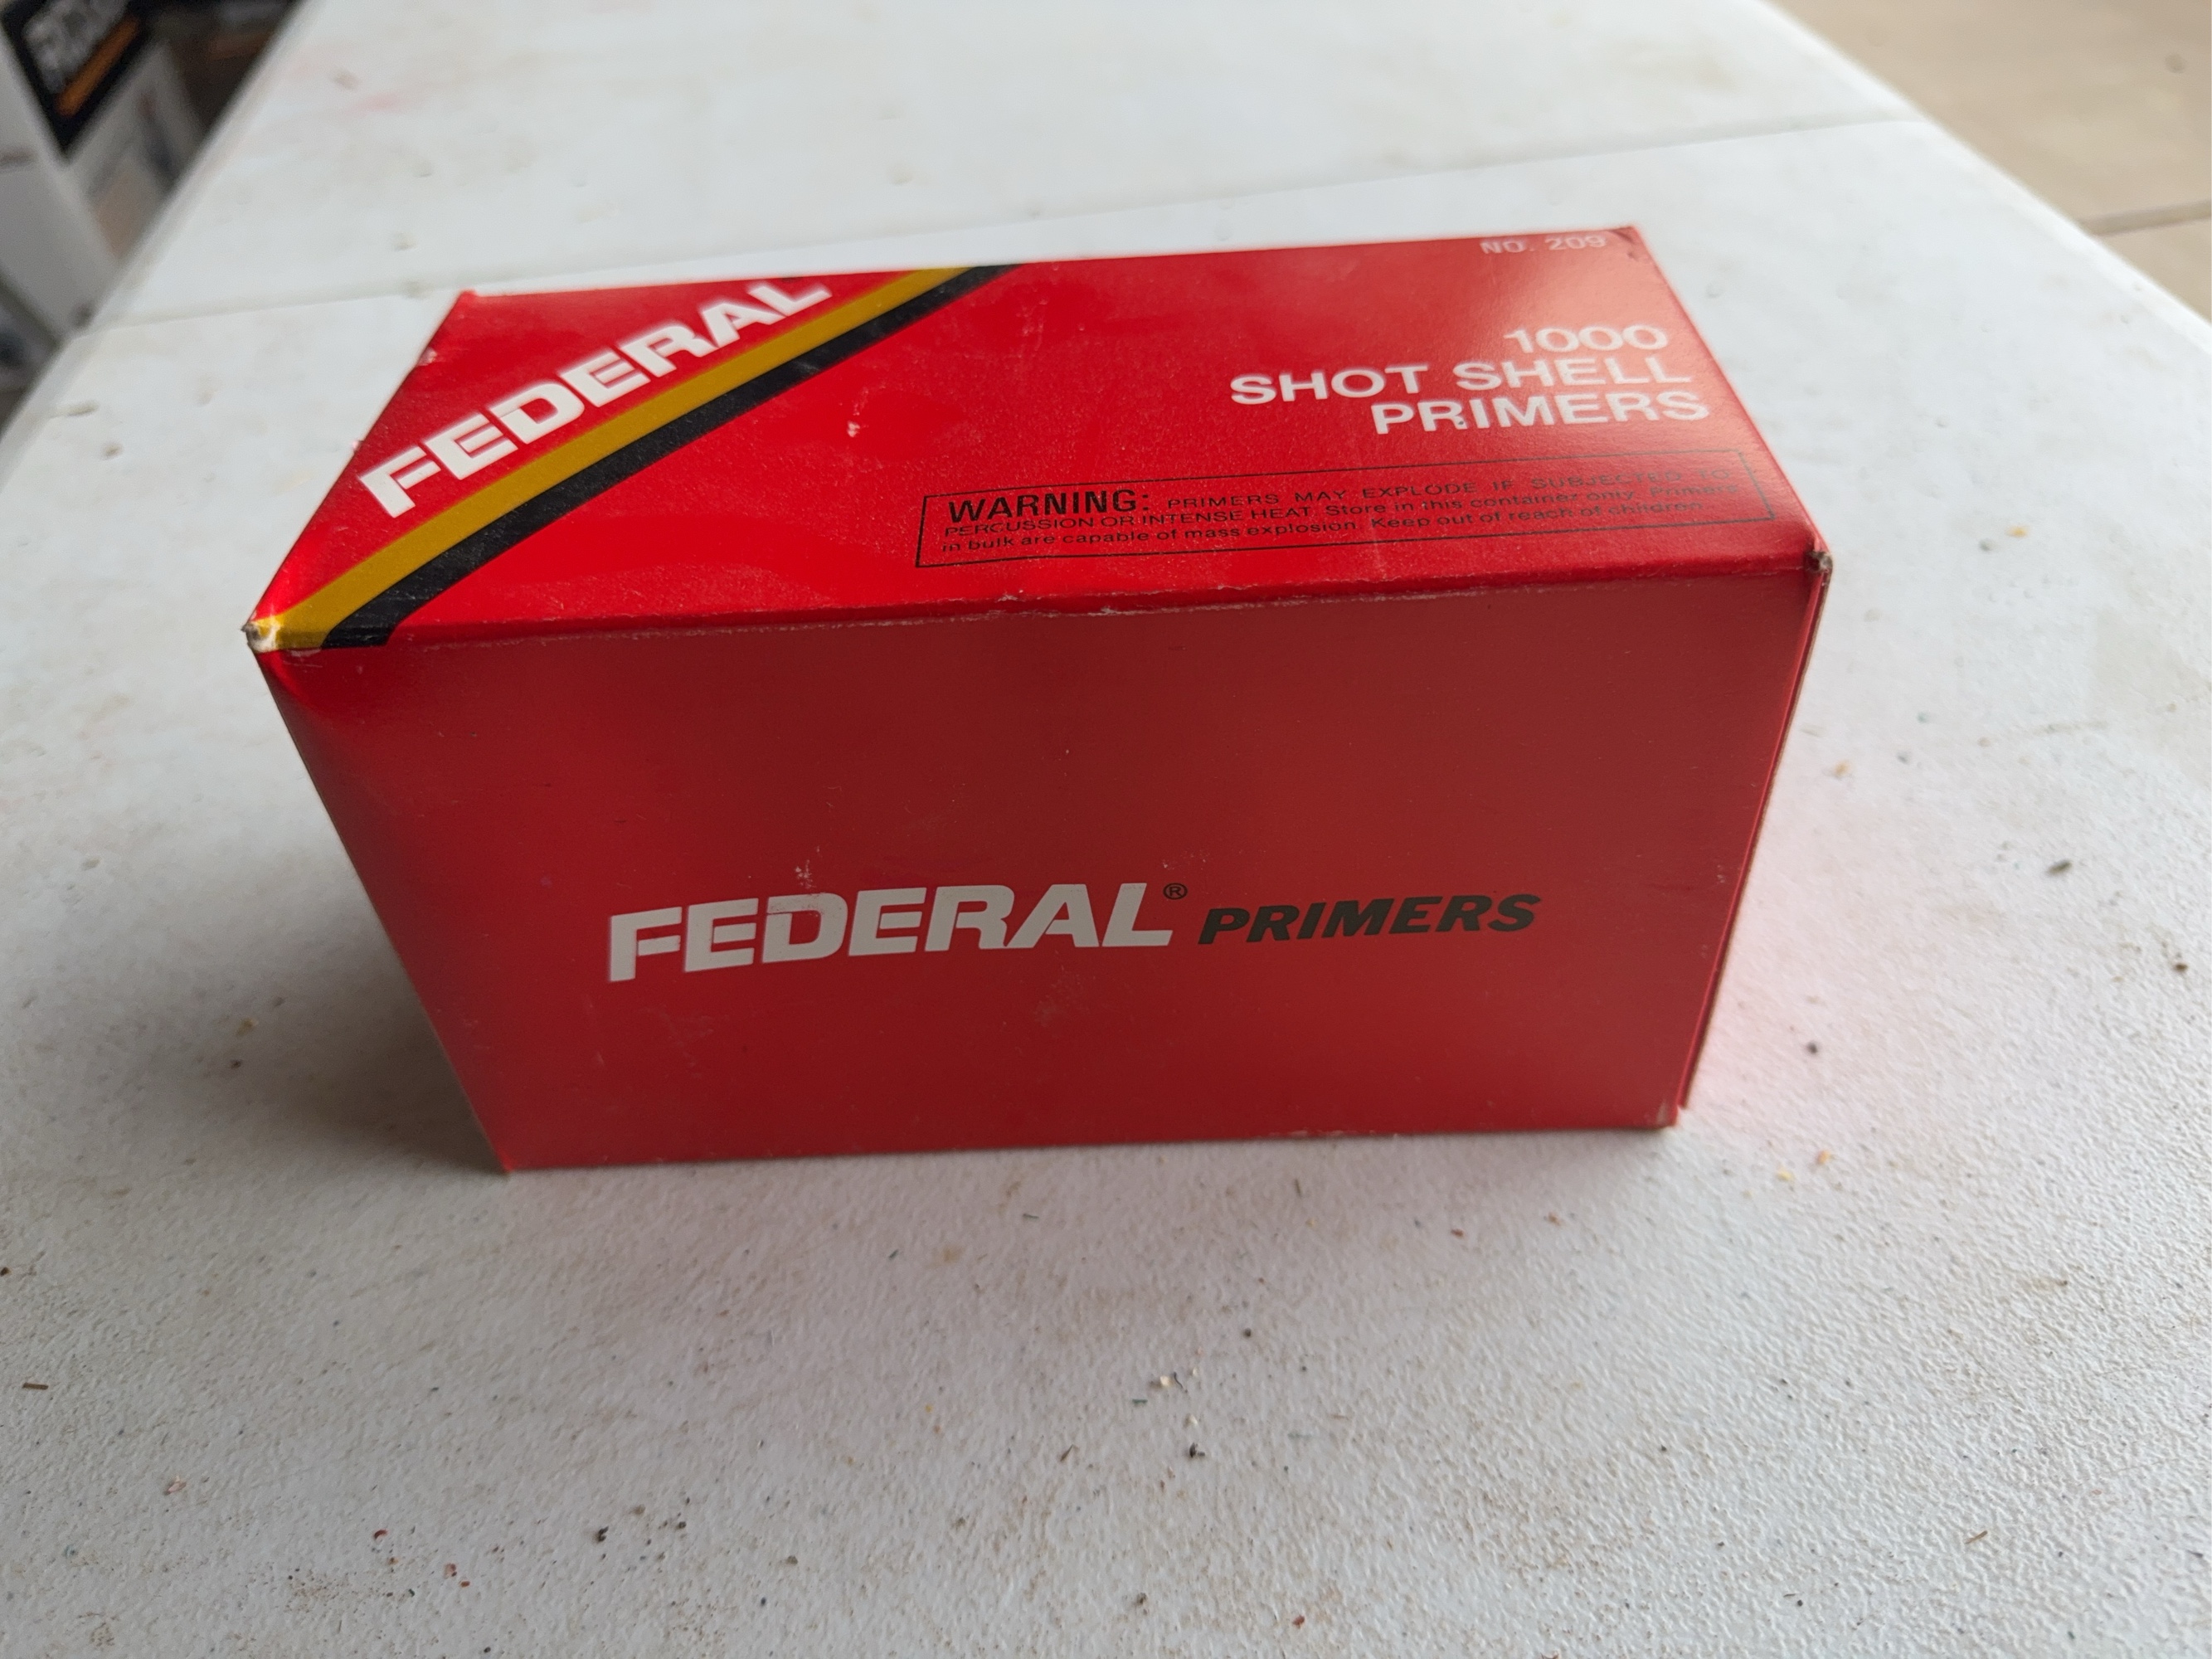 FEDERAL
NO. 209
1000
SHOT SHELL
PRIMERS
WARNING: PRIMERS MAY EXPLODE IF SUBJECTED TO
PERCUSSION OR INTENSE HEAT. Store in this container only. Primers
in bulk are capable of mass explosion. Keep out of reach of children.
FEDERAL® PRIMERS